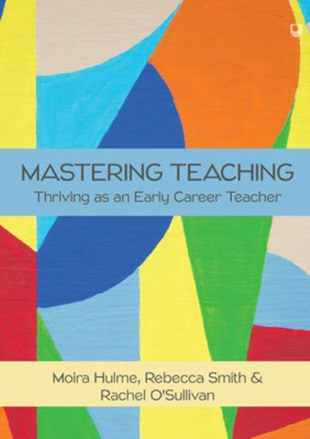 MASTERING TEACHING
Thriving as an Early Career Teacher
Moira Hulme, Rebecca Smith &
Rachel O'Sullivan